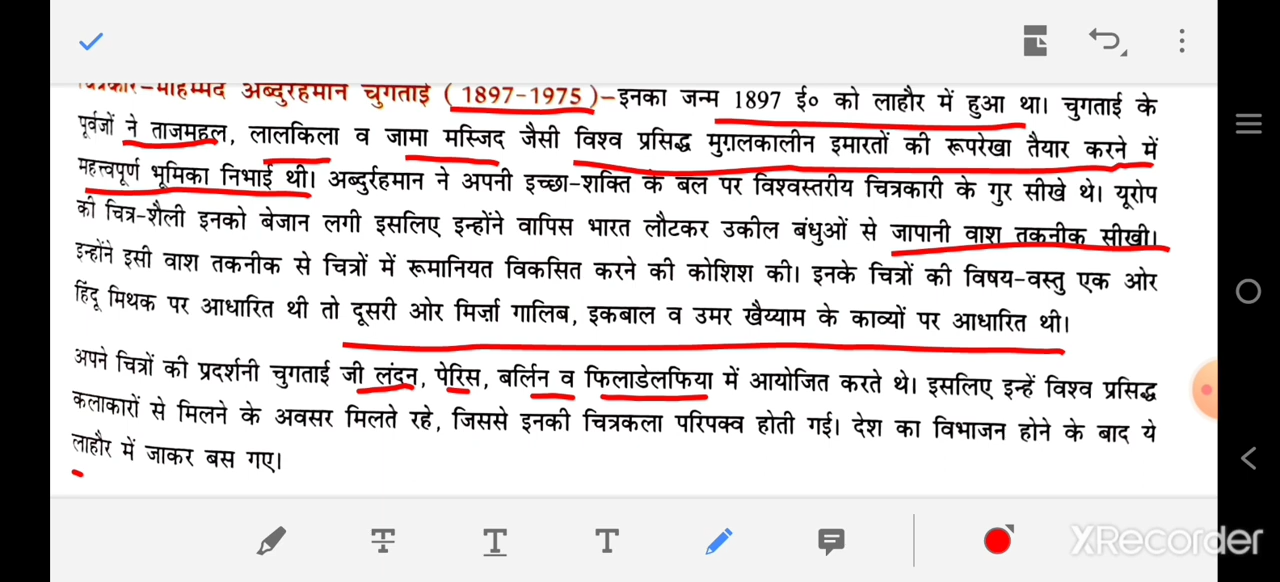 चित्रकार–मोहम्मद अब्दुरहमान चुगताई (1897-1975)–इनका जन्म 1897 ई० को लाहौर में हुआ था। चुगताई के
पूर्वजों ने ताजमहल, लालकिला व जामा मस्जिद जैसी विश्व प्रसिद्ध मुग़लकालीन इमारतों की रूपरेखा तैयार करने में
महत्त्वपूर्ण भूमिका निभाई थी। अब्दुर्रहमान ने अपनी इच्छा-शक्ति के बल पर विश्वस्तरीय चित्रकारी के गुर सीखे थे। यूरोप
की चित्र-शैली इनको बेजान लगी इसलिए इन्होंने वापिस भारत लौटकर उकील बंधुओं से जापानी वाश तकनीक सीखी।
इन्होंने इसी वाश तकनीक से चित्रों में रूमानियत विकसित करने की कोशिश की। इनके चित्रों की विषय-वस्तु एक ओर
हिंदू मिथक पर आधारित थी तो दूसरी ओर मिर्ज़ा गालिब, इकबाल व उमर खैय्याम के काव्यों पर आधारित थी।
अपने चित्रों की प्रदर्शनी चुगताई जी लंदन, पेरिस, बर्लिन व फिलाडेलफिया में आयोजित करते थे। इसलिए इन्हें विश्व प्रसिद्ध
कलाकारों से मिलने के अवसर मिलते रहे, जिससे इनकी चित्रकला परिपक्व होती गई। देश का विभाजन होने के बाद ये
लाहौर में जाकर बस गए।
T T T
XRecorder